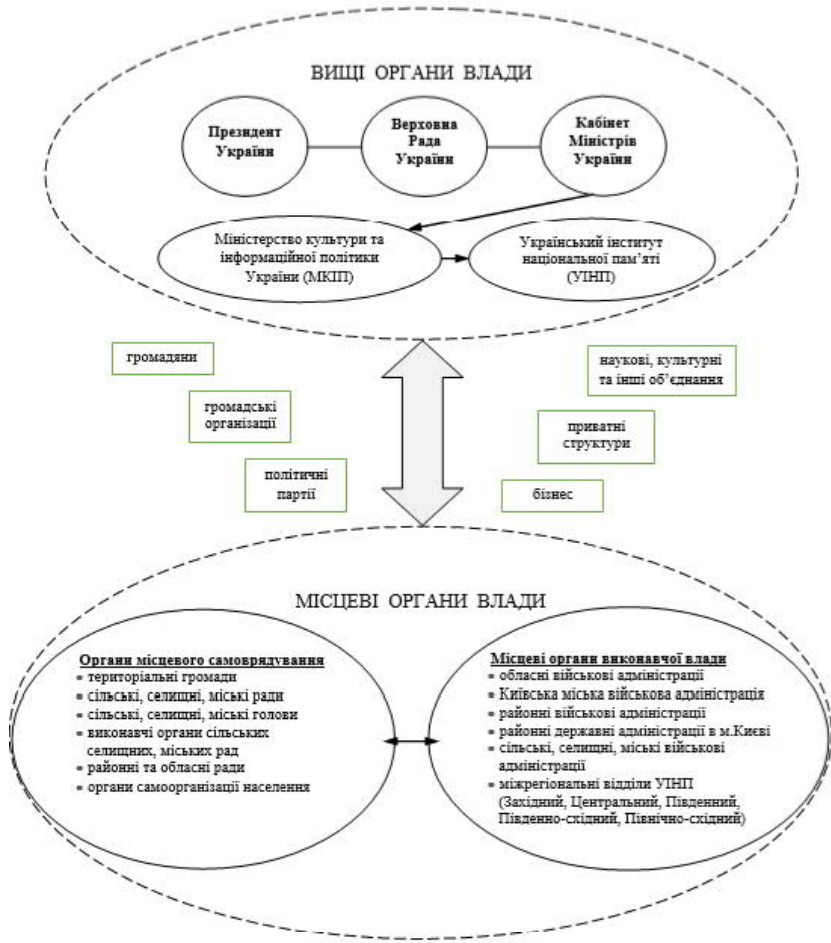 ВИЩІ ОРГАНИ ВЛАДИ
Президент
України
Верховна
Рада
України
Кабінет
Міністрів
України
Міністерство культури та
інформаційної політики
України (МКІП)
Український інститут
національної пам’яті
(УІНП)
громадяни
наукові, культурні
та інші об’єднання
громадські
організації
приватні
структури
політичні
партії
бізнес
МІСЦЕВІ ОРГАНИ ВЛАДИ
Органи місцевого самоврядування
територіальні громади
сільські, селищні, міські ради
сільські, селищні, міські голови
виконавчі органи сільських
селищних, міських рад
районні та обласні ради
органи самоорганізації населення
Місцеві органи виконавчої влади
обласні військові адміністрації
Київська міська військова адміністрація
районні військові адміністрації
районні державні адміністрації в м.Києві
сільські, селищні, міські військові
адміністрації
міжрегіональні відділи УІНП
(Західний, Центральний, Південний,
Південно-східний, Північно-східний)